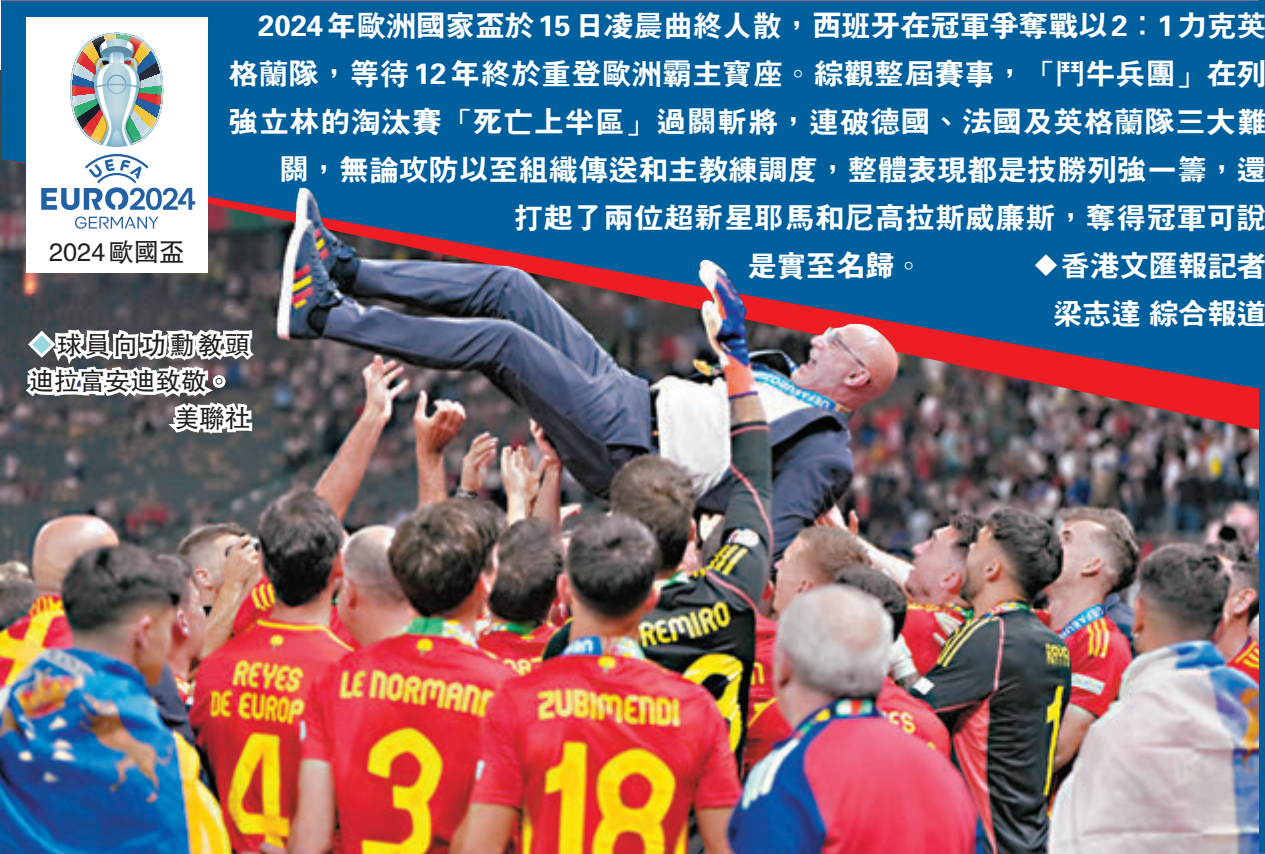 2024年歐洲國家盃於15日凌晨曲終人散，西班牙在冠軍爭奪戰以2：1力克英
格蘭隊，等待12年終於重登歐洲霸主寶座。綜觀整屆賽事，「鬥牛兵團」在列
強立林的淘汰賽「死亡上半區」過關斬將，連破德國、法國及英格蘭隊三大難
關，無論攻防以至組織傳送和主教練調度，整體表現都是技勝列強一籌，還
打起了兩位超新星耶馬和尼高拉斯威廉斯，奪得冠軍可說
是實至名歸。 ◆香港文匯報記者
梁志達 綜合報道
UEFA
EURO2024
GERMANY
2024歐國盃
◆球員向功勳教頭
迪拉富安迪致敬。
美聯社
REYES
DE EUROP
4
LE NORMAND
3
ZUBIMENDI
18
REMIRO
1